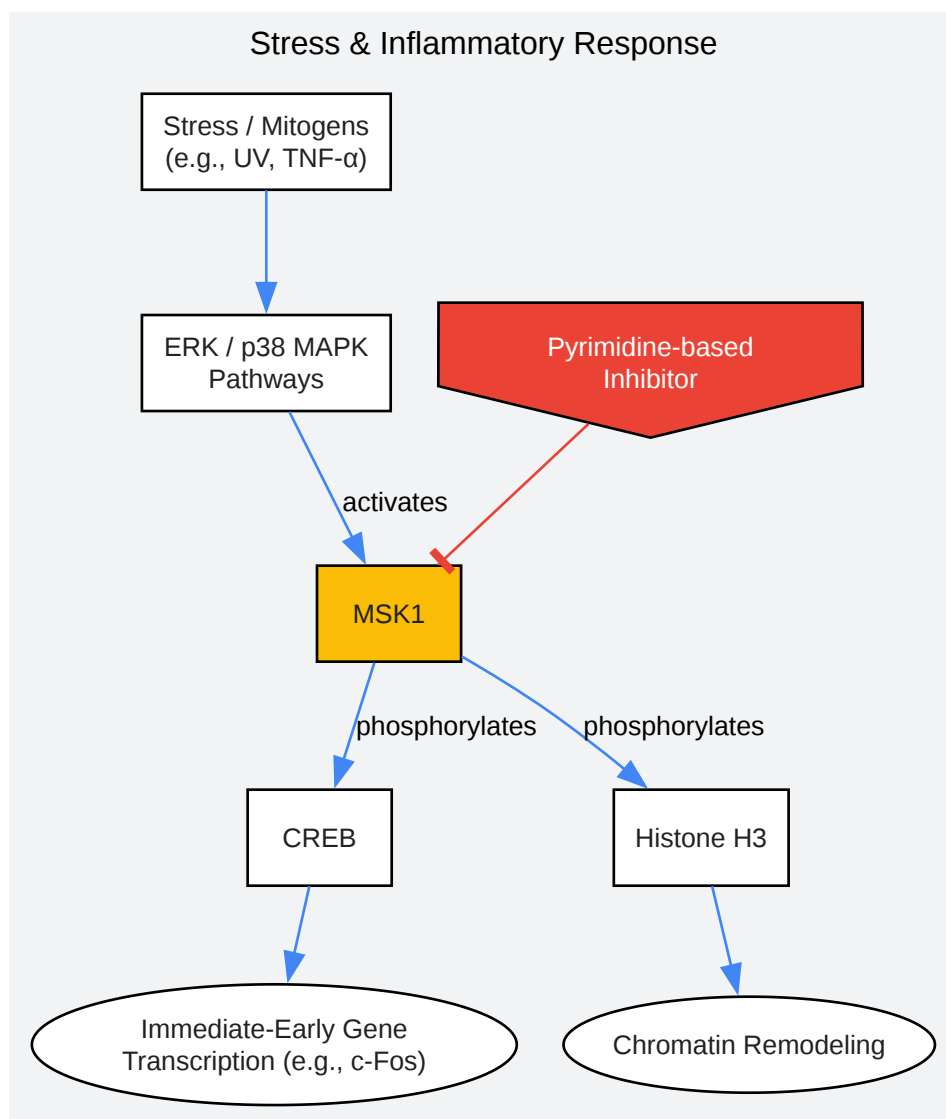 Stress & Inflammatory Response
Stress / Mitogens
(e.g., UV, TNF-α)
ERK / p38 MAPK
Pathways
Pyrimidine-based
Inhibitor
activates
MSK1
phosphorylates
phosphorylates
CREB
Histone H3
Immediate-Early Gene
Transcription (e.g., c-Fos)
Chromatin Remodeling